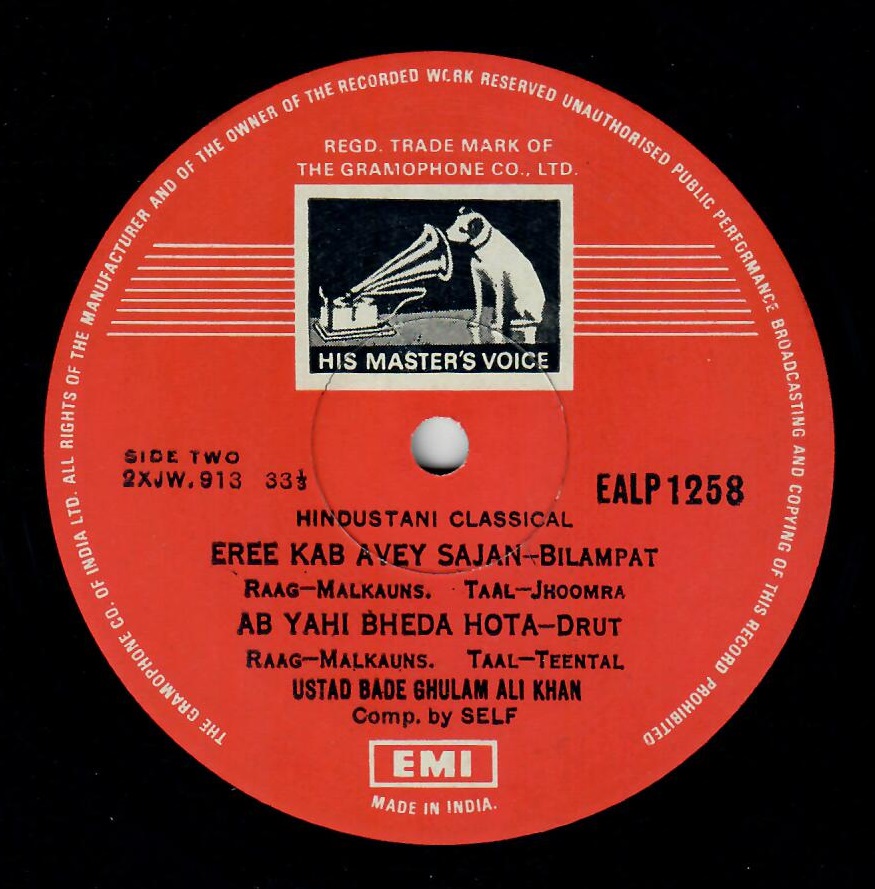 THE GRAMOPHONE CO. OF INDIA LTD. ALL RIGHTS OF THE MANUFACTURER AND OF THE OWNER OF THE RECORDED WORK RESERVED UNAUTHORISED PUBLIC PERFORMANCE BROADCASTING AND COPYING OF THIS RECORD PROHIBITED
REGD. TRADE MARK OF
THE GRAMOPHONE CO., LTD.
HIS MASTER'S VOICE
SIDE TWO
2XJW.913 33⅓
EALP 1258
HINDUSTANI CLASSICAL
EREE KAB AVEY SAJAN—BILAMPAT
RAAG—MALKAUNS. TAAL—JHOOMRA
AB YAHI BHEDA HOTA—DRUT
RAAG—MALKAUNS. TAAL—TEENTAL
USTAD BADE GHULAM ALI KHAN
Comp. by SELF
EMI
MADE IN INDIA.